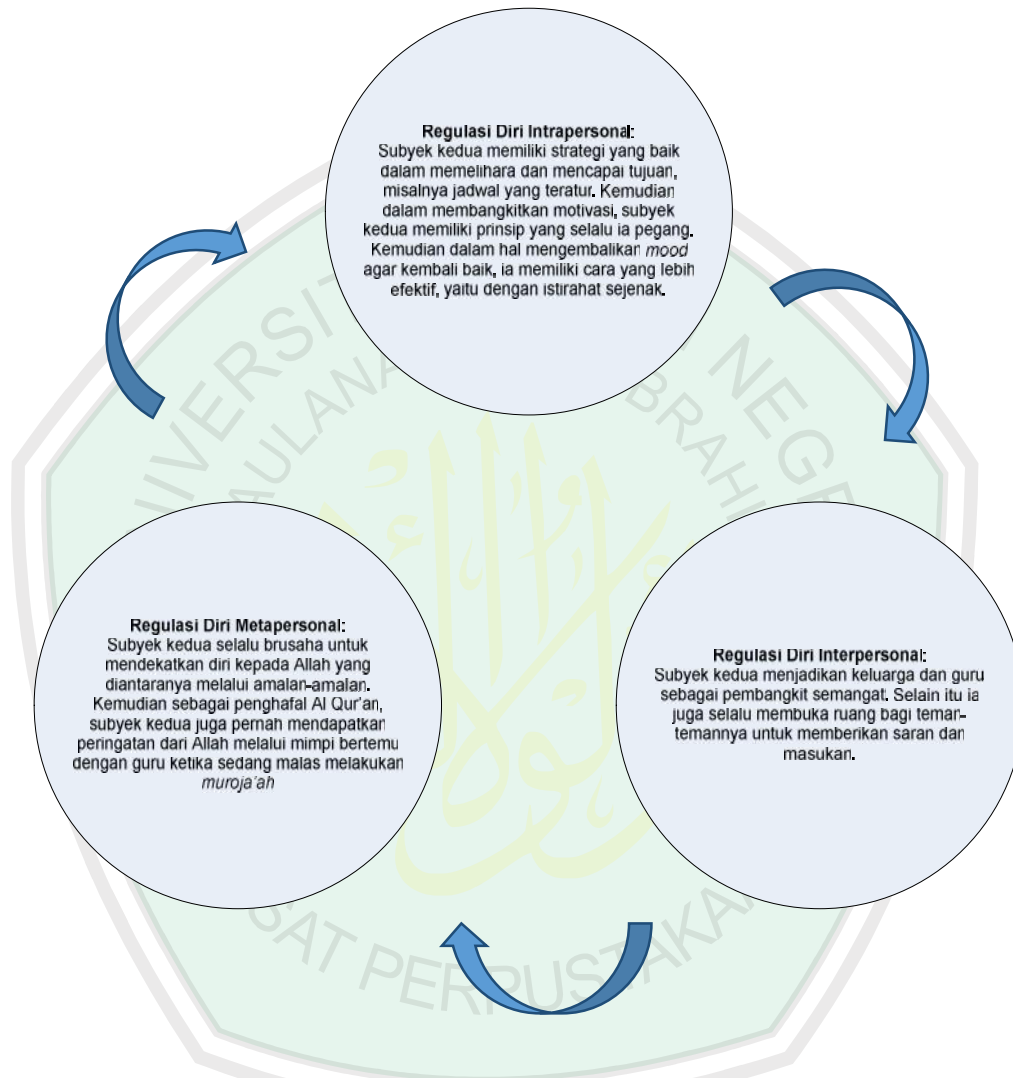 Regulasi Diri Intrapersonal:
Subyek kedua memiliki strategi yang baik
dalam memelihara dan mencapai tujuan,
misalnya jadwal yang teratur. Kemudian
dalam membangkitkan motivasi, subyek
kedua memiliki prinsip yang selalu ia pegang.
Kemudian dalam hal mengembalikan mood
agar kembali baik, ia memiliki cara yang lebih
efektif, yaitu dengan istirahat sejenak.
Regulasi Diri Metapersonal:
Subyek kedua selalu brusaha untuk
mendekatkan diri kepada Allah yang
diantaranya melalui amalan-amalan.
Kemudian sebagai penghafal Al Qur'an,
subyek kedua juga pernah mendapatkan
peringatan dari Allah melalui mimpi bertemu
dengan guru ketika sedang malas melakukan
muroja'ah
Regulasi Diri Interpersonal:
Subyek kedua menjadikan keluarga dan guru
sebagai pembangkit semangat. Selain itu ia
juga selalu membuka ruang bagi teman-
temannya untuk memberikan saran dan
masukan.